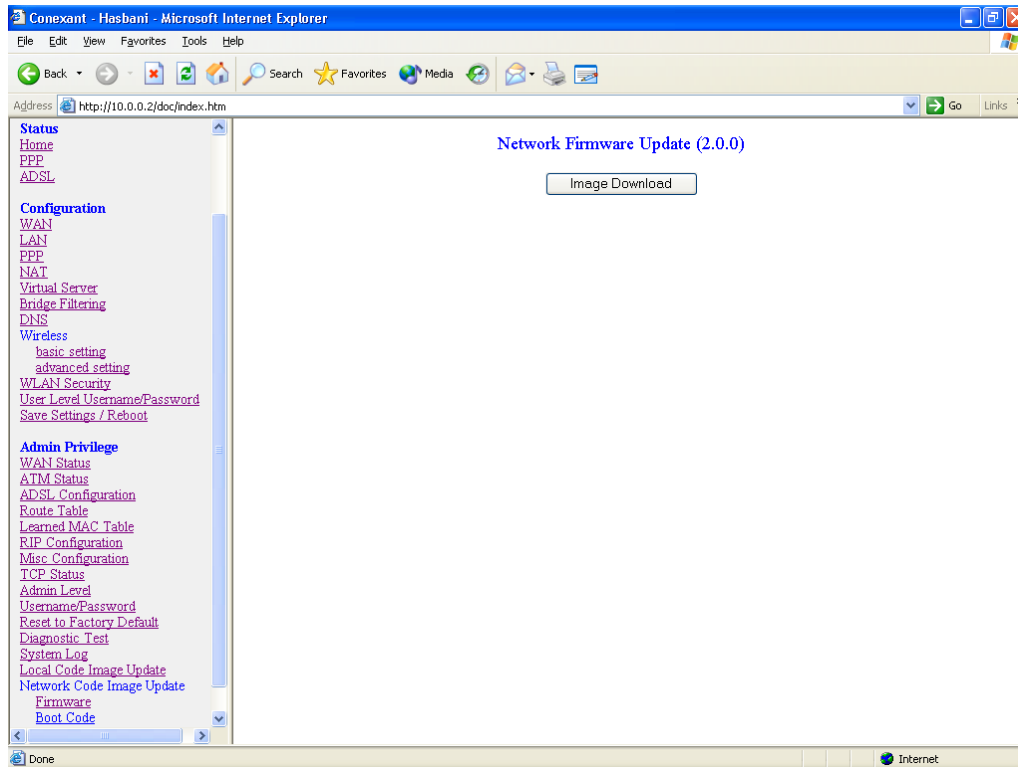 Conexant - Hasbani - Microsoft Internet Explorer
File Edit View Favorites Tools Help
Back Search Favorites Media
Address http://10.0.0.2/doc/index.htm Go Links
Status
Home
PPP
ADSL
Configuration
WAN
LAN
PPP
NAT
Virtual Server
Bridge Filtering
DNS
Wireless
basic setting
advanced setting
WLAN Security
User Level Username/Password
Save Settings / Reboot
Admin Privilege
WAN Status
ATM Status
ADSL Configuration
Route Table
Learned MAC Table
RIP Configuration
Misc Configuration
TCP Status
Admin Level
Username/Password
Reset to Factory Default
Diagnostic Test
System Log
Local Code Image Update
Network Code Image Update
Firmware
Boot Code
Network Firmware Update (2.0.0)
Image Download
Done Internet